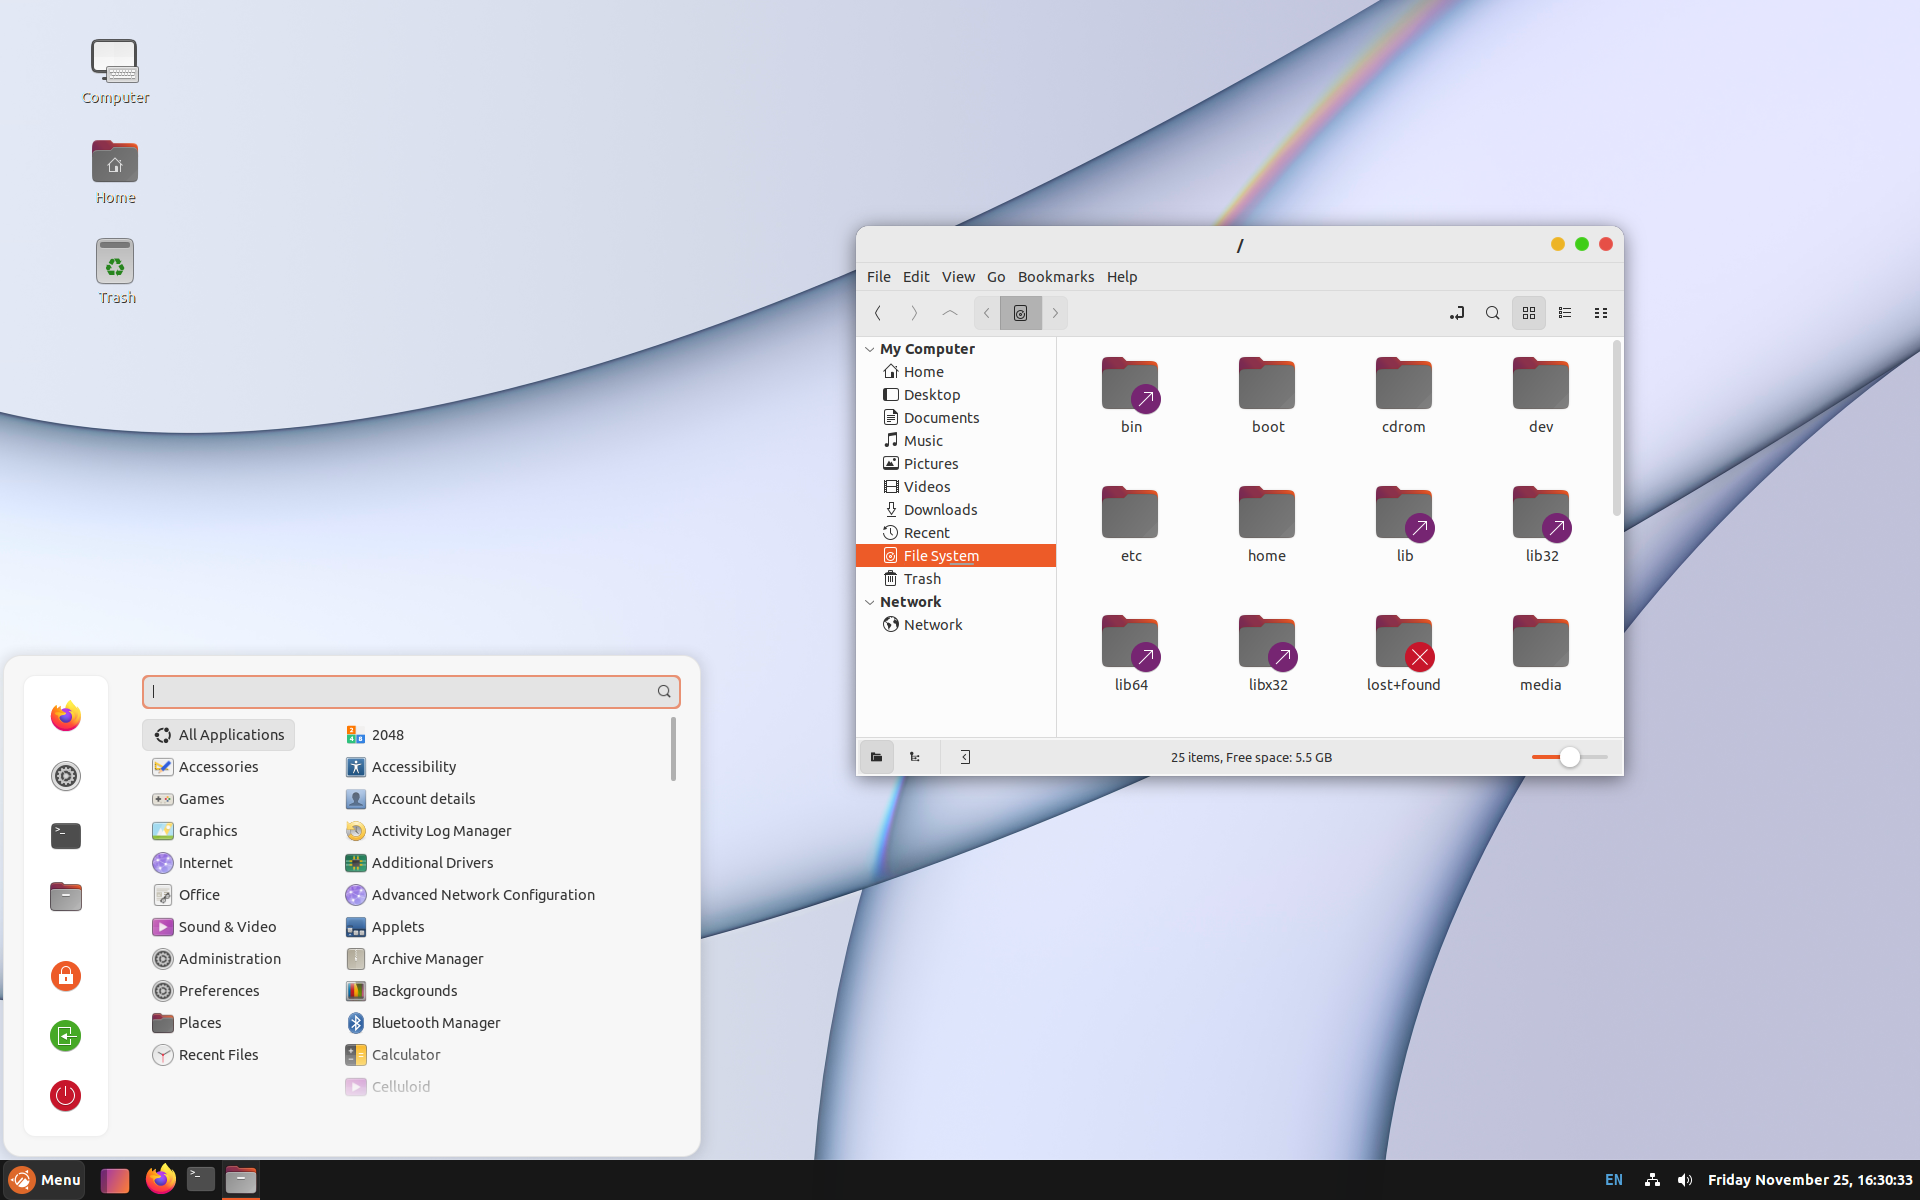 Computer
Home
Trash
/
File Edit View Go Bookmarks Help
My Computer
Home
Desktop
Documents
Music
Pictures
Videos
Downloads
Recent
File System
Trash
Network
Network
bin boot cdrom dev
etc home lib lib32
lib64 libx32 lost+found media
25 items, Free space: 5.5 GB
All Applications
Accessories
Games
Graphics
Internet
Office
Sound & Video
Administration
Preferences
Places
Recent Files
2048
Accessibility
Account details
Activity Log Manager
Additional Drivers
Advanced Network Configuration
Applets
Archive Manager
Backgrounds
Bluetooth Manager
Calculator
Celluloid
Menu
EN
Friday November 25, 16:30:33